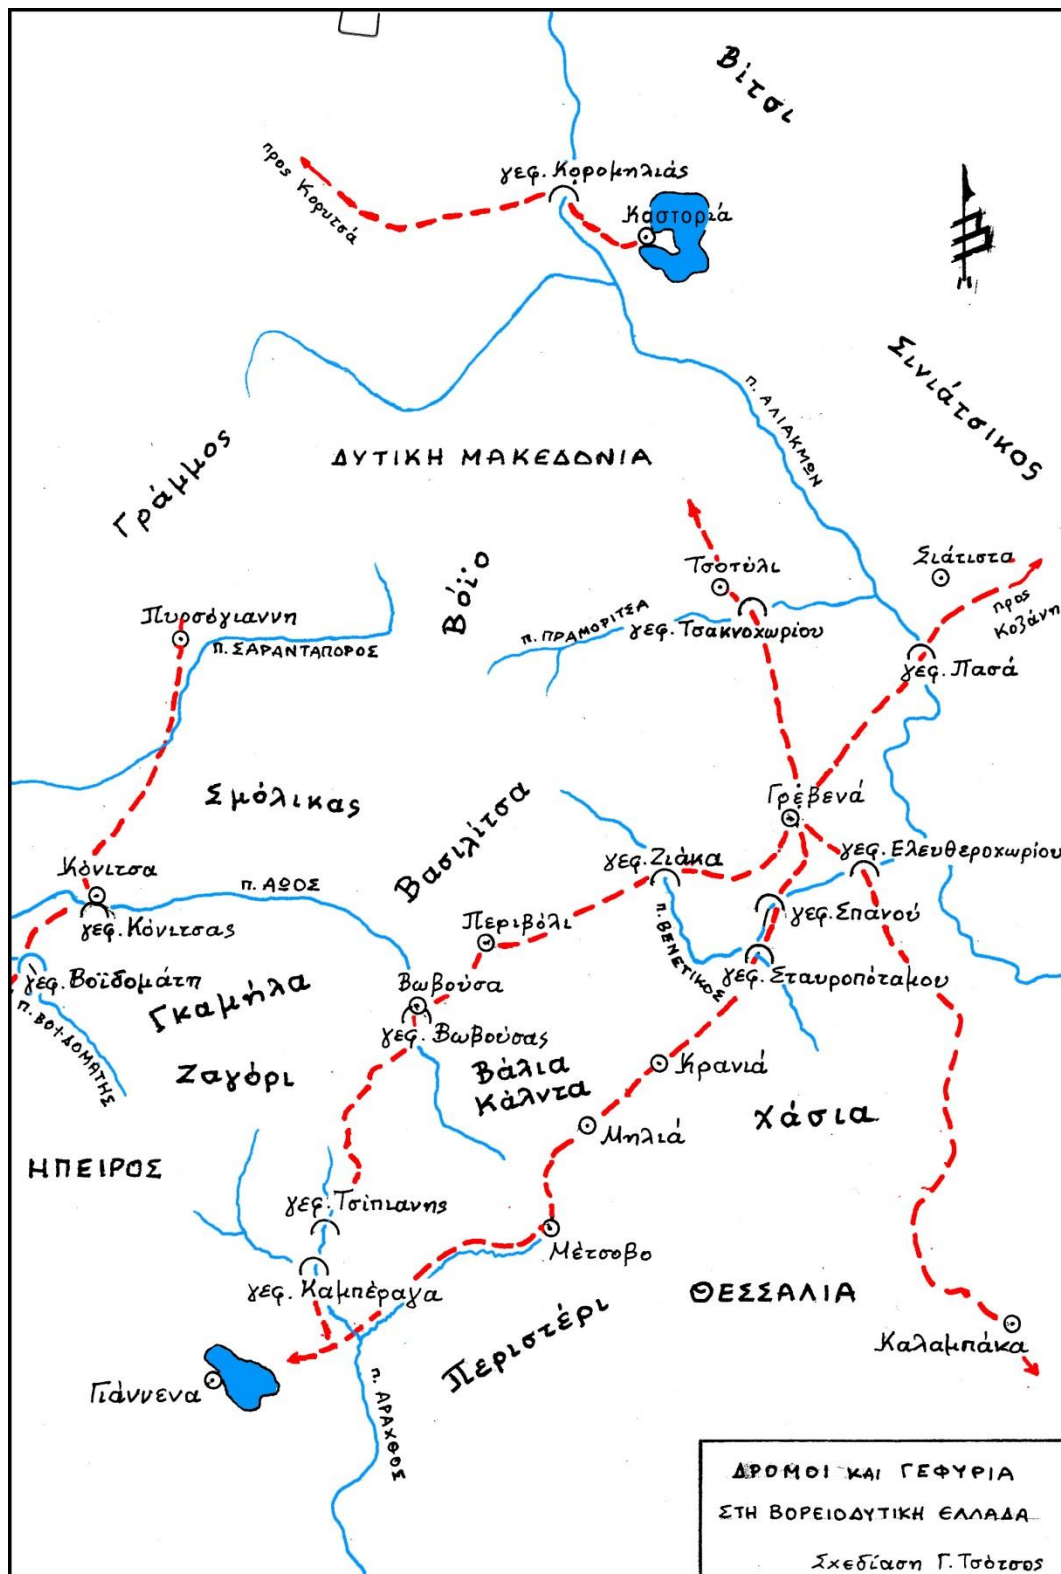 Βίτσι
γεφ. Κορομηλιάς
προς Κορυτσά
Καστοριά
Σινιάτσικος
π. ΑΛΙΑΚΜΩΝ
Γράμμος
ΔΥΤΙΚΗ ΜΑΚΕΔΟΝΙΑ
Βόϊο
Τσοτύλι
Σιάτιστα
προς
Κοζάνη
Πυρσόγιαννη
π. ΣΑΡΑΝΤΑΠΟΡΟΣ
π. ΠΡΑΜΟΡΙΤΣΑ
γεφ. Τσακνοχωρίου
γεφ. Πασά
Σμόλικας
Βασιλίτσα
Γρεβενά
γεφ. Ζιάκα
γεφ. Ελευθεροχωρίου
Κόνιτσα
π. ΑΩΟΣ
γεφ. Κόνιτσας
Περιβόλι
π. ΒΕΝΕΤΙΚΟΣ
γεφ. Σπανού
γεφ. Βοϊδομάτη
π. ΒΟΪΔΟΜΑΤΗΣ
Γκαμήλα
Βωβούσα
γεφ. Σταυροπόταμου
γεφ. Βωβούσας
Ζαγόρι
Βάλια
Κάλντα
Κρανιά
Μηλιά
Χάσια
ΗΠΕΙΡΟΣ
γεφ. Τσίπιανης
Μέτσοβο
γεφ. Καμπέραγα
ΘΕΣΣΑΛΙΑ
Περιστέρι
Καλαμπάκα
Γιάννενα
π. ΑΡΑΧΘΟΣ
ΔΡΟΜΟΙ ΚΑΙ ΓΕΦΥΡΙΑ
ΣΤΗ ΒΟΡΕΙΟΔΥΤΙΚΗ ΕΛΛΑΔΑ
Σχεδίαση Γ. Τσότσος